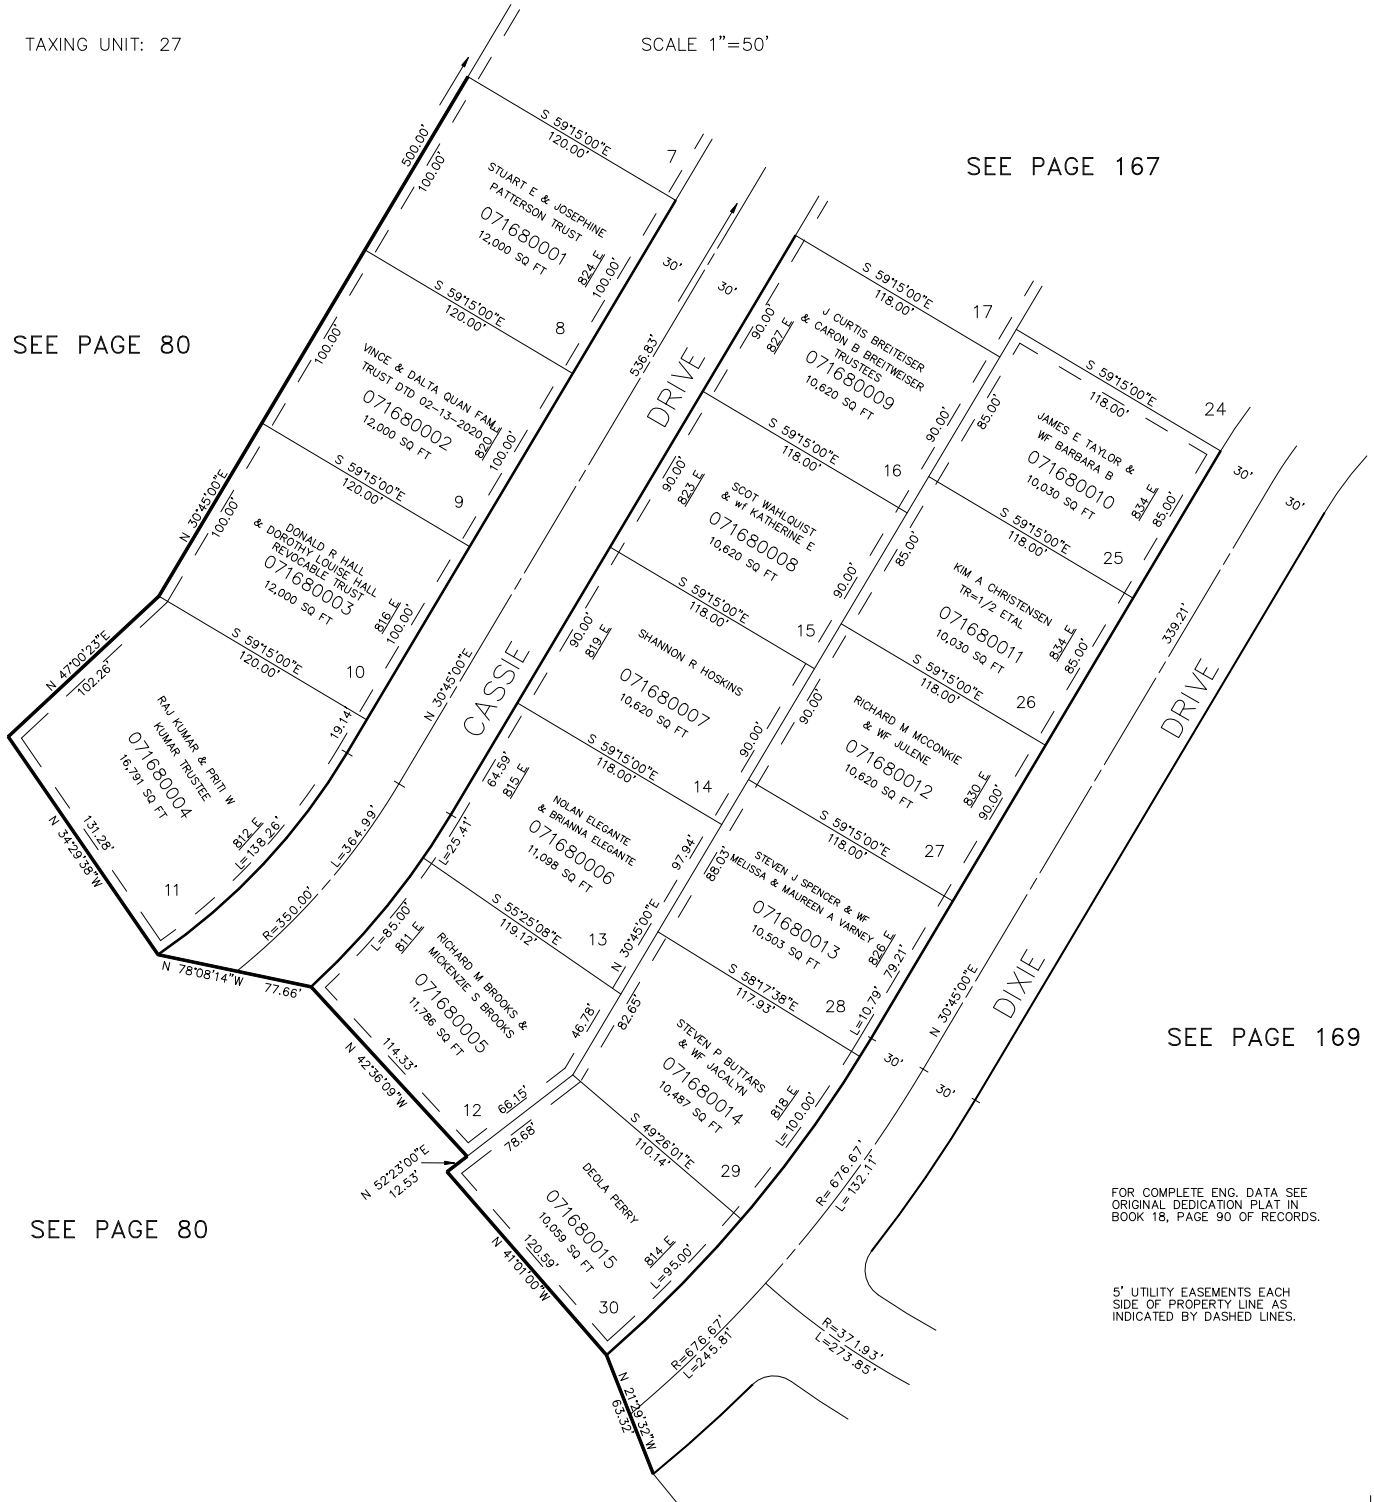 TAXING UNIT: 27
SCALE 1"=50'
SEE PAGE 167
SEE PAGE 80
SEE PAGE 80
SEE PAGE 169
500.00'
100.00'
S 59°15'00"E
120.00'
7
STUART E & JOSEPHINE
PATTERSON TRUST
071680001
12,000 SQ FT
824 E
100.00'
S 59°15'00"E
120.00'
8
100.00'
VINCE & DALTA QUAN FAM
TRUST DTD 02-13-2020
071680002
12,000 SQ FT
820 E
100.00'
S 59°15'00"E
120.00'
9
N 30°45'00"E
100.00'
DONALD R HALL
& DOROTHY LOUISE HALL
REVOCABLE TRUST
071680003
12,000 SQ FT
816 E
100.00'
S 59°15'00"E
120.00'
10
19.14'
N 47°00'23"E
102.26'
RAJ KUMAR & PRITI W
KUMAR TRUSTEE
071680004
16,791 SQ FT
812 E
L=138.26'
131.28'
N 34°29'38"W
11
N 78°08'14"W
77.66'
30'
30'
536.83'
CASSIE
DRIVE
N 30°45'00"E
L=364.99'
R=350.00'
S 59°15'00"E
118.00'
17
90.00'
827 E
J CURTIS BREITEISER
& CARON B BREITWEISER
TRUSTEES
071680009
10,620 SQ FT
90.00'
S 59°15'00"E
118.00'
16
90.00'
823 E
SCOT WAHLQUIST
& wf KATHERINE E
071680008
10,620 SQ FT
90.00'
S 59°15'00"E
118.00'
15
90.00'
819 E
SHANNON R HOSKINS
071680007
10,620 SQ FT
90.00'
S 59°15'00"E
118.00'
14
64.59'
815 E
L=25.41'
NOLAN ELEGANTE
& BRIANNA ELEGANTE
071680006
11,098 SQ FT
97.94'
N 30°45'00"E
S 55°25'08"E
119.12'
13
L=85.00'
811 E
RICHARD M BROOKS &
MICKENZIE S BROOKS
071680005
11,786 SQ FT
46.78'
66.15'
114.33'
N 42°36'09"W
12
N 52°23'00"E
12.53'
S 59°15'00"E
118.00'
24
85.00'
JAMES E TAYLOR &
WF BARBARA B
071680010
10,030 SQ FT
834 E
85.00'
S 59°15'00"E
118.00'
25
85.00'
KIM A CHRISTENSEN
TR=1/2 ETAL
071680011
10,030 SQ FT
834 E
85.00'
S 59°15'00"E
118.00'
26
90.00'
RICHARD M MCCONKIE
& WF JULENE
071680012
10,620 SQ FT
830 E
90.00'
S 59°15'00"E
118.00'
27
88.03'
STEVEN J SPENCER & WF
MELISSA & MAUREEN A VARNEY
071680013
10,503 SQ FT
826 E
79.21'
L=10.79'
S 58°17'38"E
117.93'
28
82.65'
STEVEN P BUTTARS
& WF JACALYN
071680014
10,487 SQ FT
818 E
L=100.00'
S 49°26'01"E
110.14'
29
78.68'
DEOLA PERRY
071680015
10,059 SQ FT
814 E
L=95.00'
120.59'
N 41°01'00"W
30
N 21°29'32"W
63.32'
30'
30'
339.21'
DIXIE
DRIVE
N 30°45'00"E
30'
30'
R= 676.67'
L= 132.11'
R=676.67'
L=245.81'
R=371.93'
L=273.85'
FOR COMPLETE ENG. DATA SEE
ORIGINAL DEDICATION PLAT IN
BOOK 18, PAGE 90 OF RECORDS.
5' UTILITY EASEMENTS EACH
SIDE OF PROPERTY LINE AS
INDICATED BY DASHED LINES.